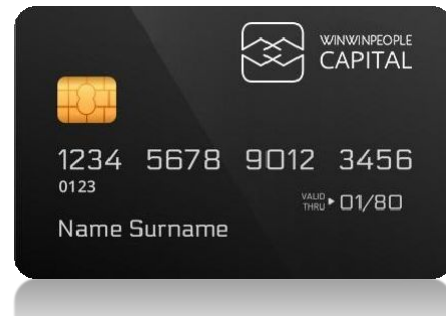 WINWINPEOPLE
CAPITAL
1234 5678 9012 3456
0123
VALID
THRU 01/80
Name Surname